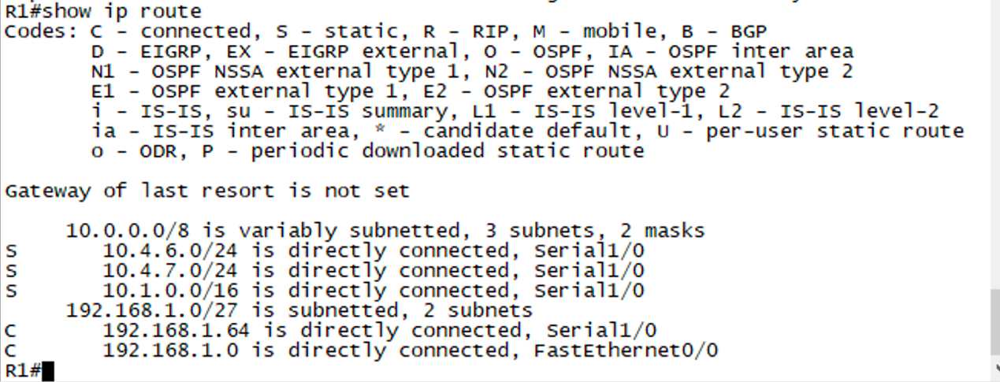 R1#show ip route
Codes: C - connected, S - static, R - RIP, M - mobile, B - BGP
       D - EIGRP, EX - EIGRP external, O - OSPF, IA - OSPF inter area
       N1 - OSPF NSSA external type 1, N2 - OSPF NSSA external type 2
       E1 - OSPF external type 1, E2 - OSPF external type 2
       i - IS-IS, su - IS-IS summary, L1 - IS-IS level-1, L2 - IS-IS level-2
       ia - IS-IS inter area, * - candidate default, U - per-user static route
       o - ODR, P - periodic downloaded static route

Gateway of last resort is not set

     10.0.0.0/8 is variably subnetted, 3 subnets, 2 masks
S       10.4.6.0/24 is directly connected, Serial1/0
S       10.4.7.0/24 is directly connected, Serial1/0
S       10.1.0.0/16 is directly connected, Serial1/0
     192.168.1.0/27 is subnetted, 2 subnets
C       192.168.1.64 is directly connected, Serial1/0
C       192.168.1.0 is directly connected, FastEthernet0/0
R1#